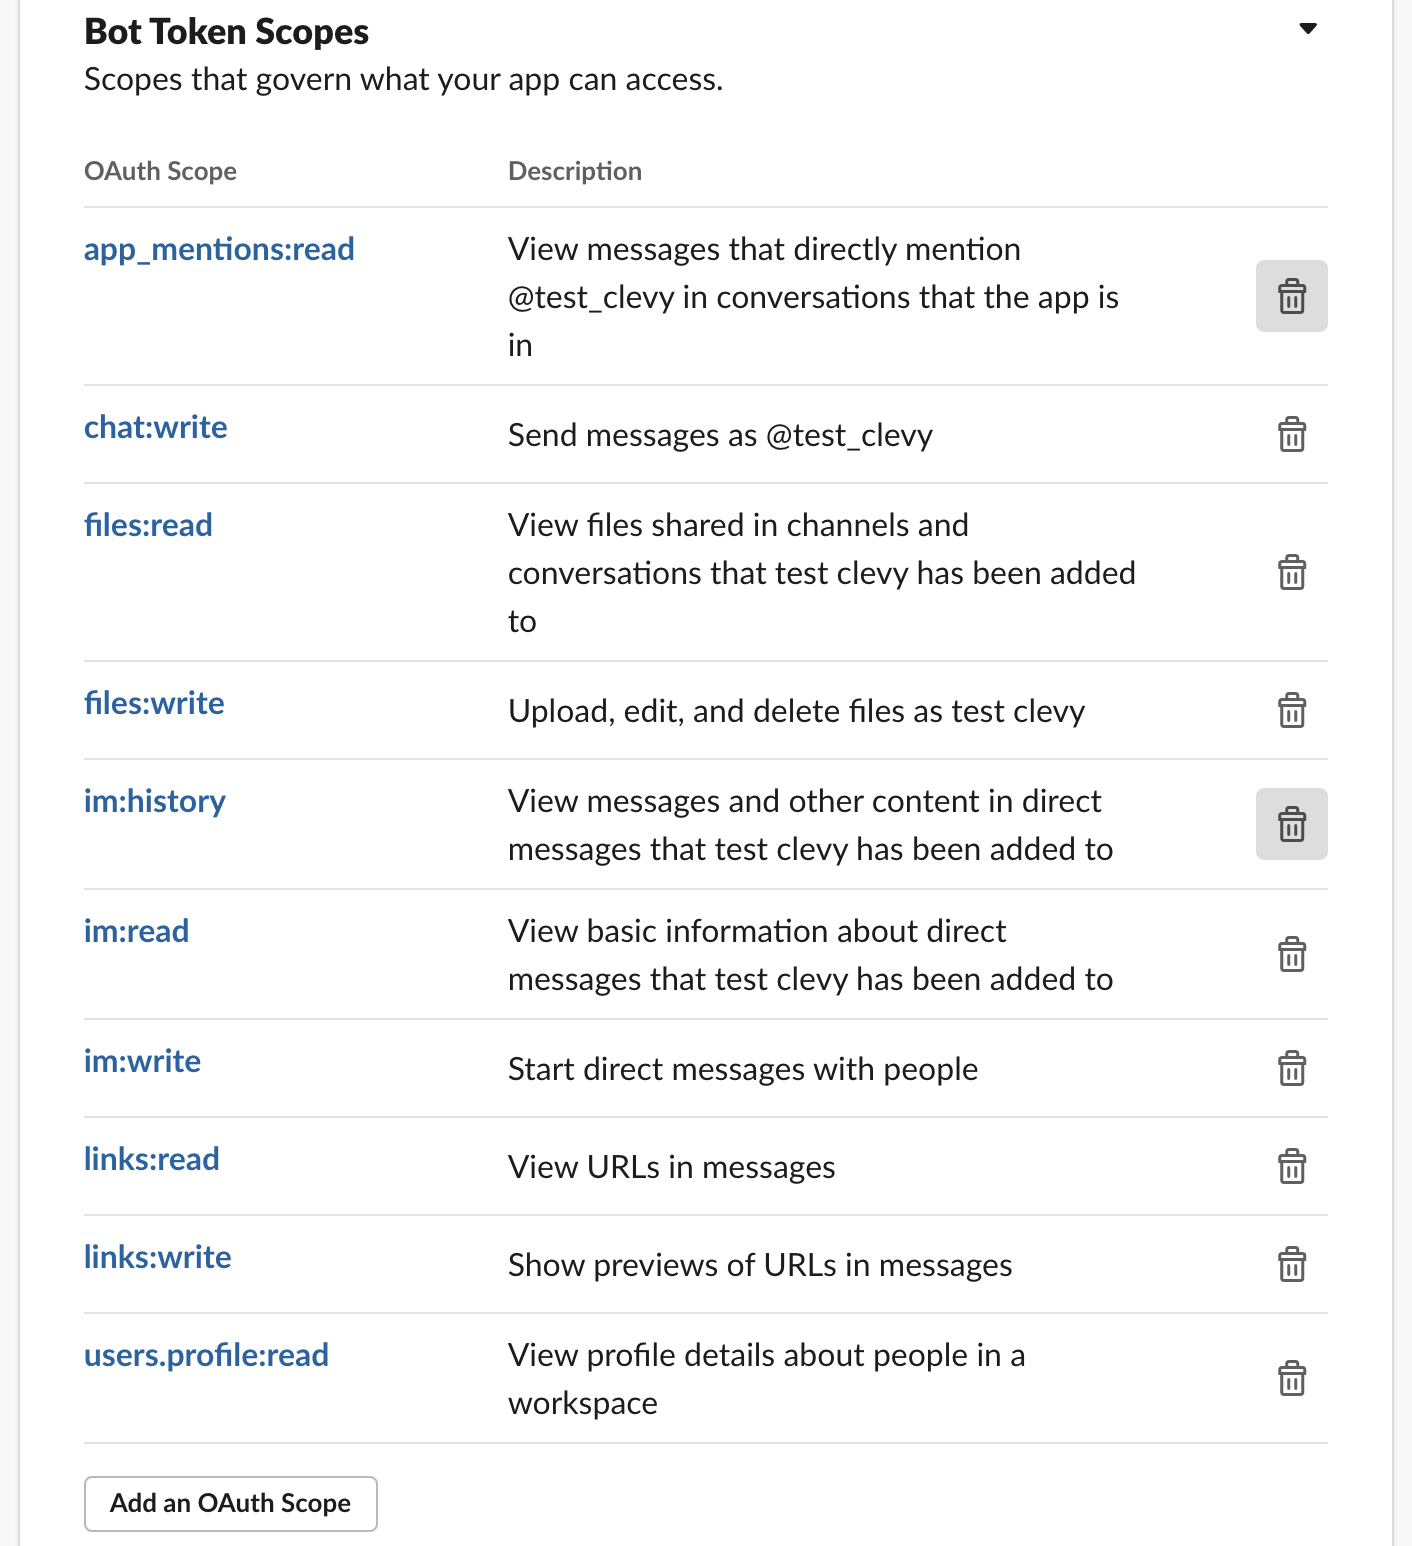 Bot Token Scopes
Scopes that govern what your app can access.
OAuth Scope Description
app_mentions:read View messages that directly mention
@test_clevy in conversations that the app is
in
chat:write Send messages as @test_clevy
files:read View files shared in channels and
conversations that test clevy has been added
to
files:write Upload, edit, and delete files as test clevy
im:history View messages and other content in direct
messages that test clevy has been added to
im:read View basic information about direct
messages that test clevy has been added to
im:write Start direct messages with people
links:read View URLs in messages
links:write Show previews of URLs in messages
users.profile:read View profile details about people in a
workspace
Add an OAuth Scope